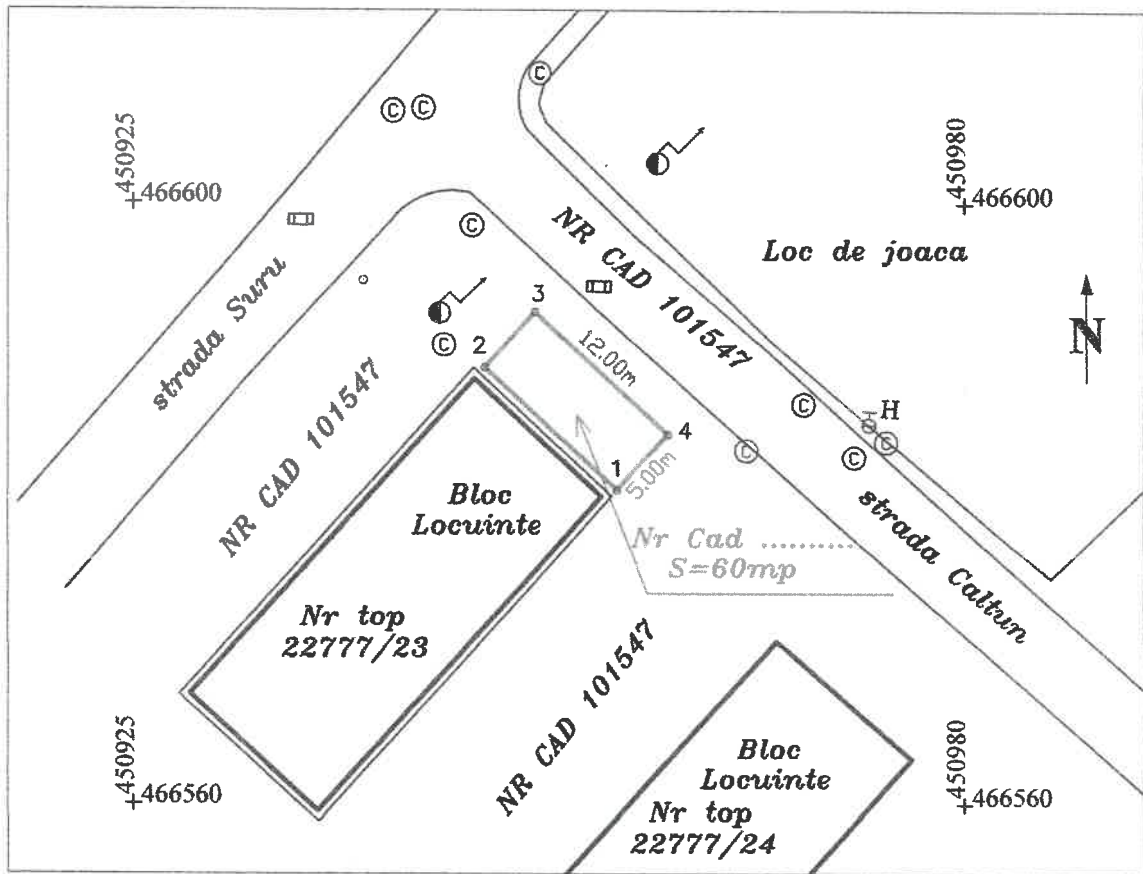 450925
+466600
450980
+466600
C
C C
C
C
C
strada Suru
NR CAD 101547
Loc de joaca
N
3
12.00m
2
NR CAD 101547
4
1
5.00m
C
H
C
C
C
Bloc
Locuinte
Nr Cad ..........
S=60mp
strada Caltun
Nr top
22777/23
NR CAD 101547
450925
+466560
Bloc
Locuinte
Nr top
22777/24
450980
+466560